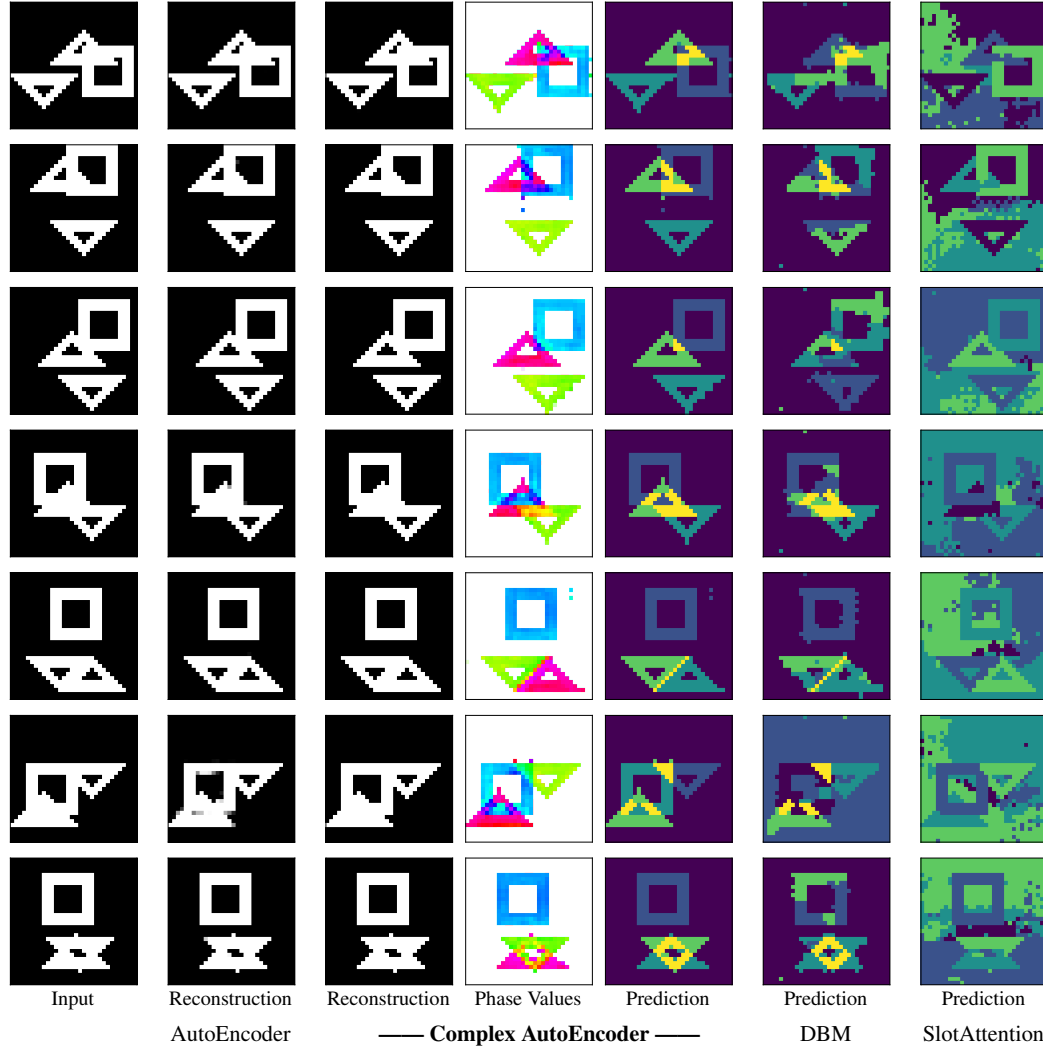 Input Reconstruction Reconstruction Phase Values Prediction Prediction Prediction
AutoEncoder —— Complex AutoEncoder —— DBM SlotAttention